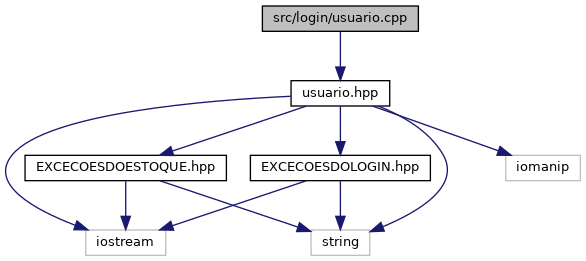 src/login/usuario.cpp
usuario.hpp
EXCECOESDOESTOQUE.hpp
EXCECOESDOLOGIN.hpp
iomanip
iostream
string